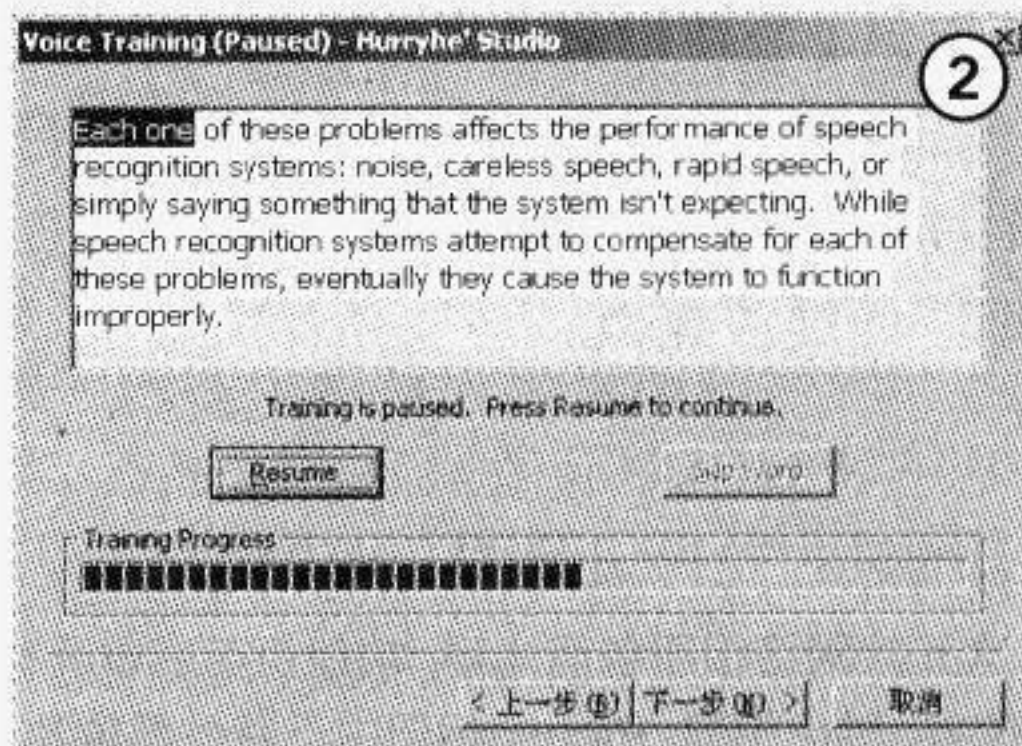 Voice Training (Paused) - Hurryhe' Studio
2
Each one of these problems affects the performance of speech
recognition systems: noise, careless speech, rapid speech, or
simply saying something that the system isn't expecting. While
speech recognition systems attempt to compensate for each of
these problems, eventually they cause the system to function
improperly.
Training is paused. Press Resume to continue.
Resume
Skip Word
Training Progress
< 上一步(B) 下一步(N) > 取消